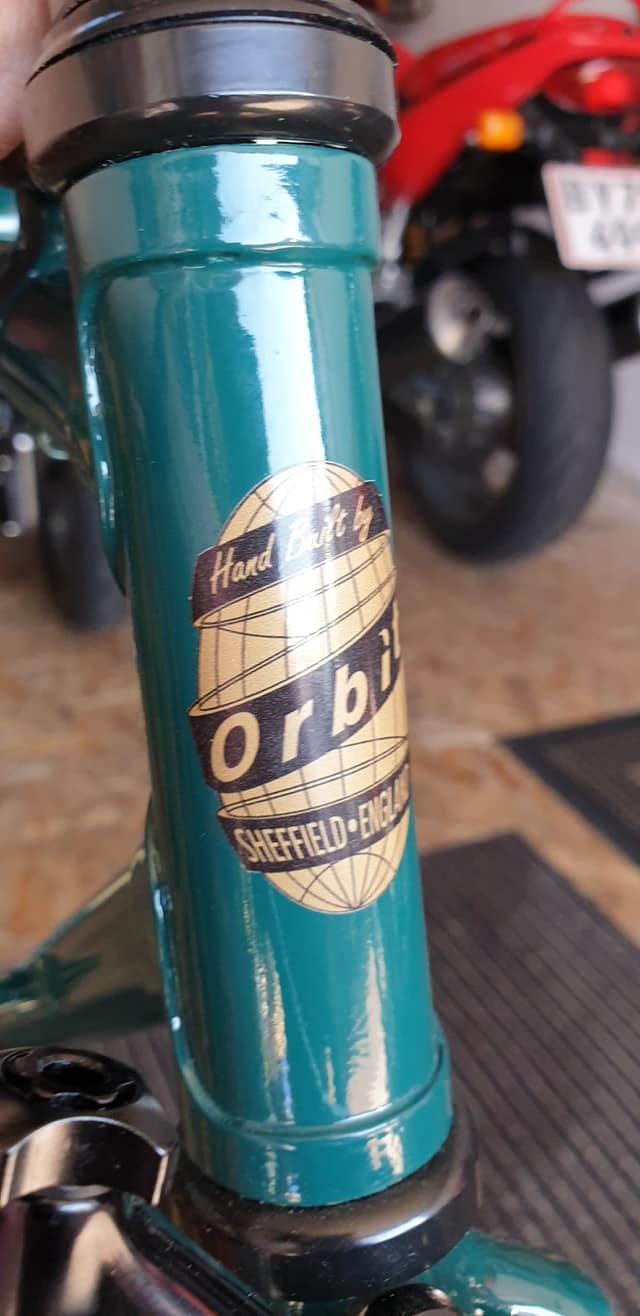 Hand Built by
Orbit
SHEFFIELD • ENGLAND